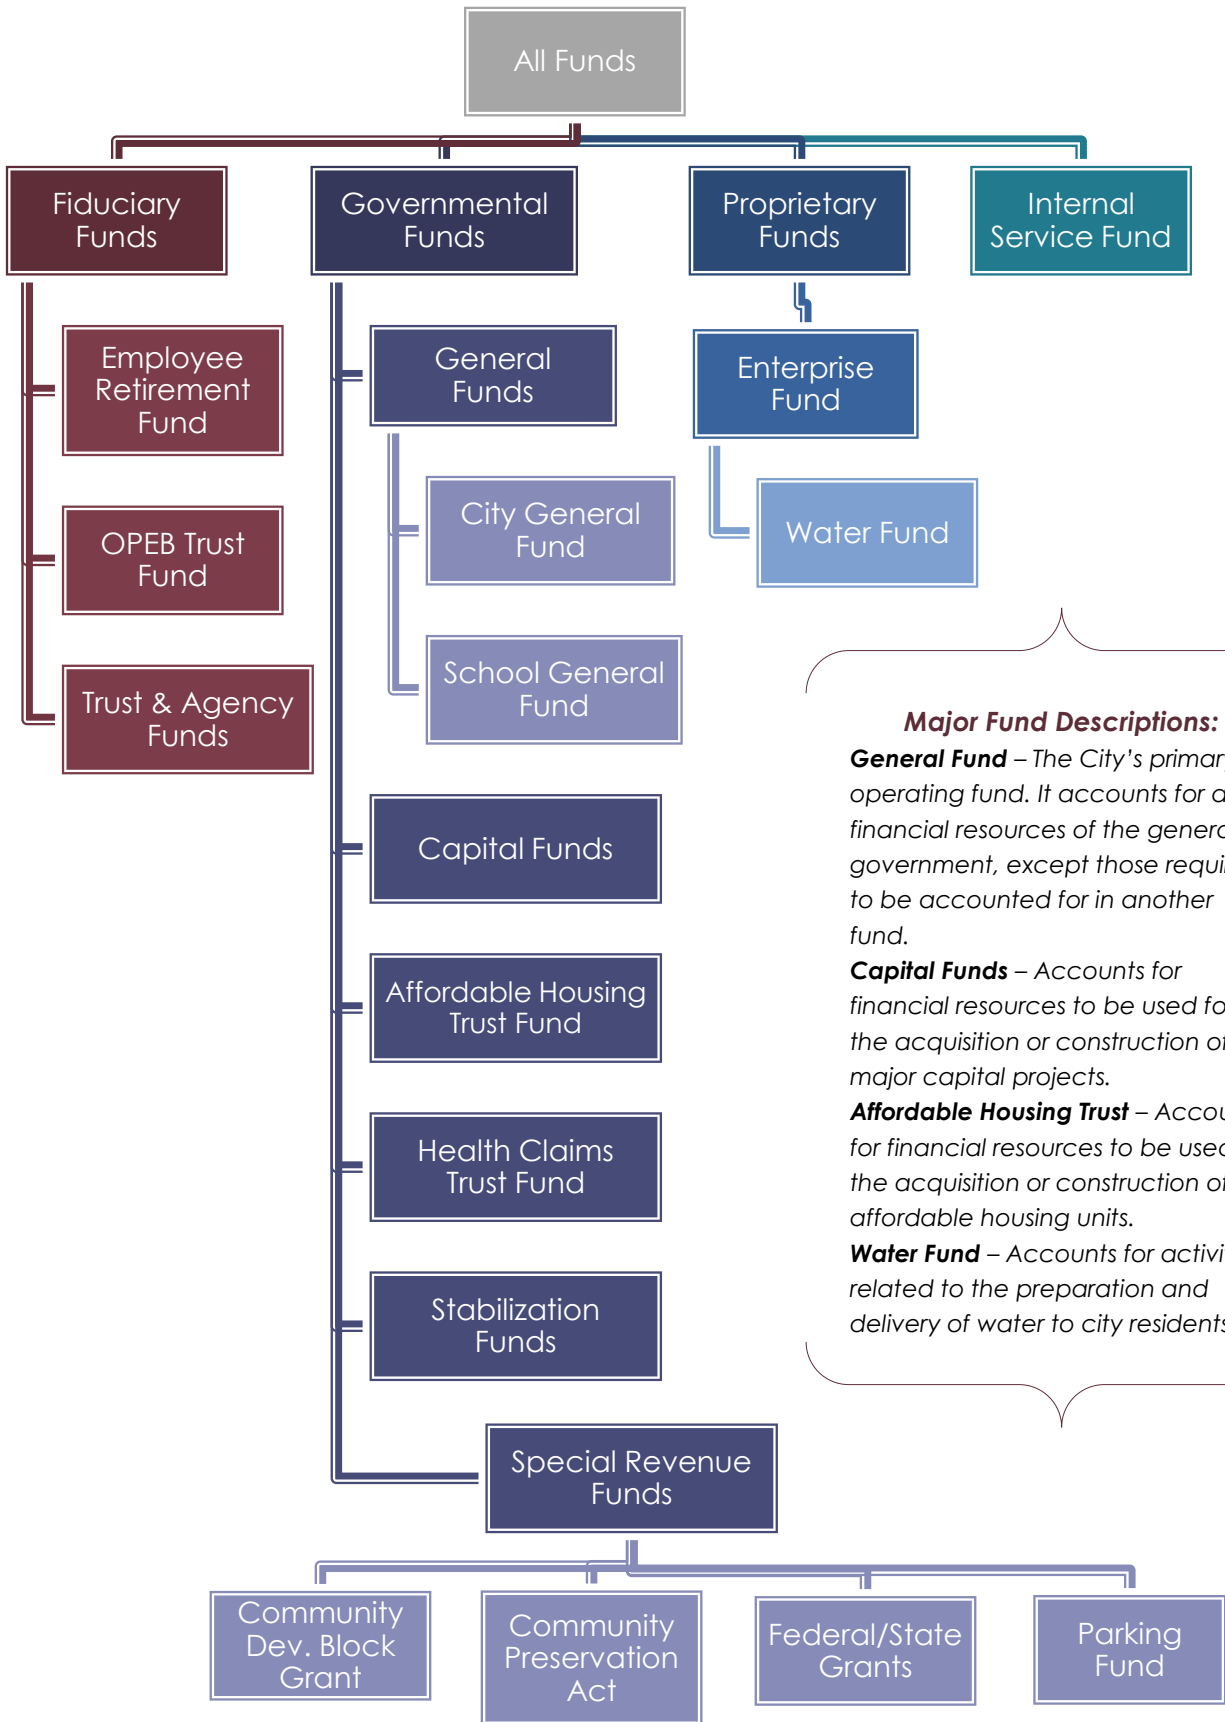 All Funds
Fiduciary
Funds
Governmental
Funds
Proprietary
Funds
Internal
Service Fund
Employee
Retirement
Fund
General
Funds
Enterprise
Fund
OPEB Trust
Fund
City General
Fund
Water Fund
Trust & Agency
Funds
School General
Fund
Capital Funds
Affordable Housing
Trust Fund
Health Claims
Trust Fund
Stabilization
Funds
Special Revenue
Funds
Community
Dev. Block
Grant
Community
Preservation
Act
Federal/State
Grants
Parking
Fund
Major Fund Descriptions:
General Fund – The City's primar
operating fund. It accounts for a
financial resources of the genera
government, except those requi
to be accounted for in another
fund.
Capital Funds – Accounts for
financial resources to be used fo
the acquisition or construction of
major capital projects.
Affordable Housing Trust – Accou
for financial resources to be used
the acquisition or construction of
affordable housing units.
Water Fund – Accounts for activi
related to the preparation and
delivery of water to city residents